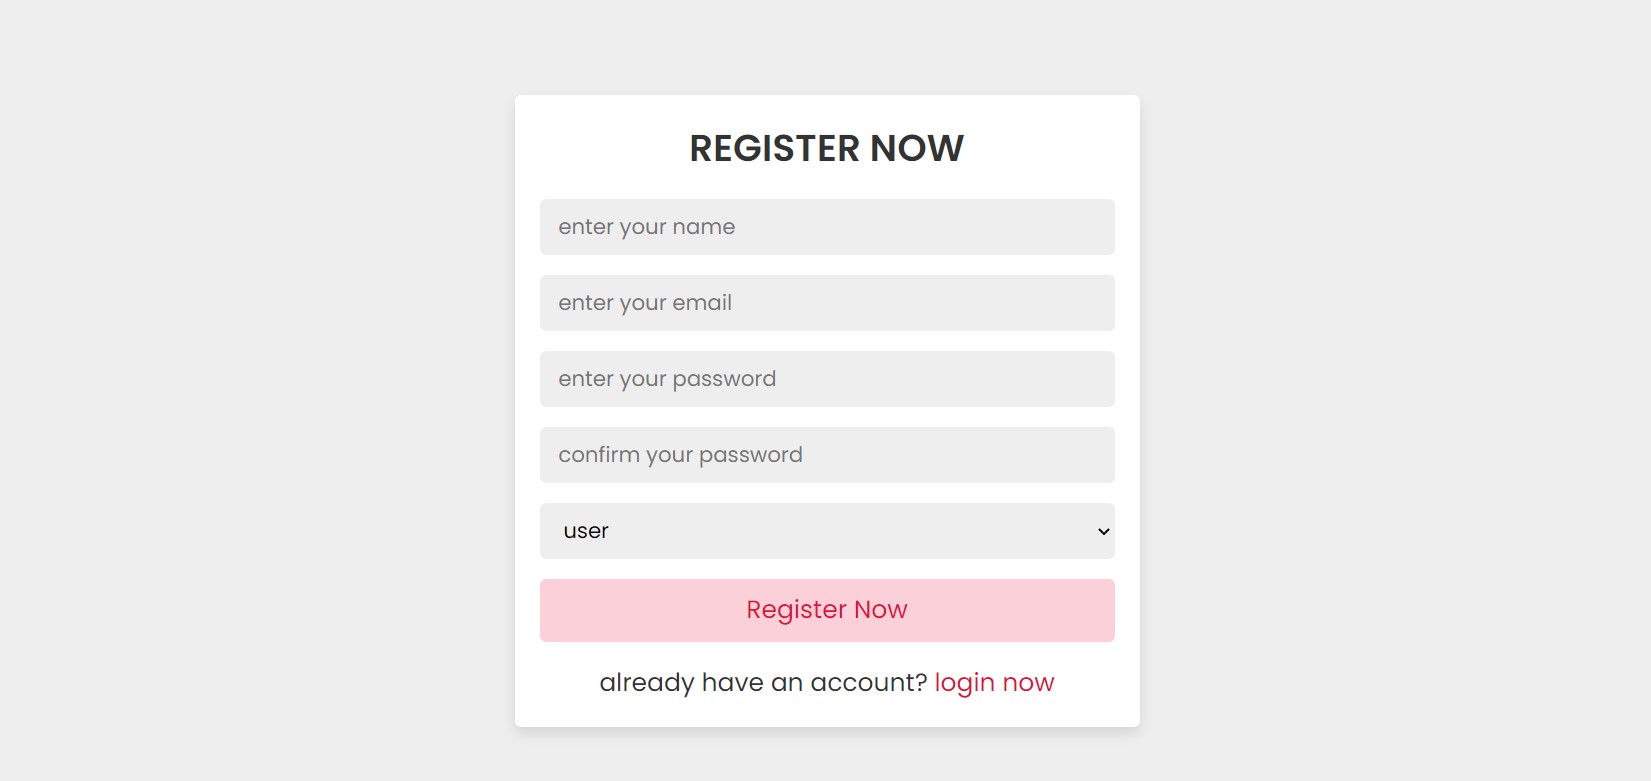 REGISTER NOW
enter your name
enter your email
enter your password
confirm your password
user
Register Now
already have an account? login now